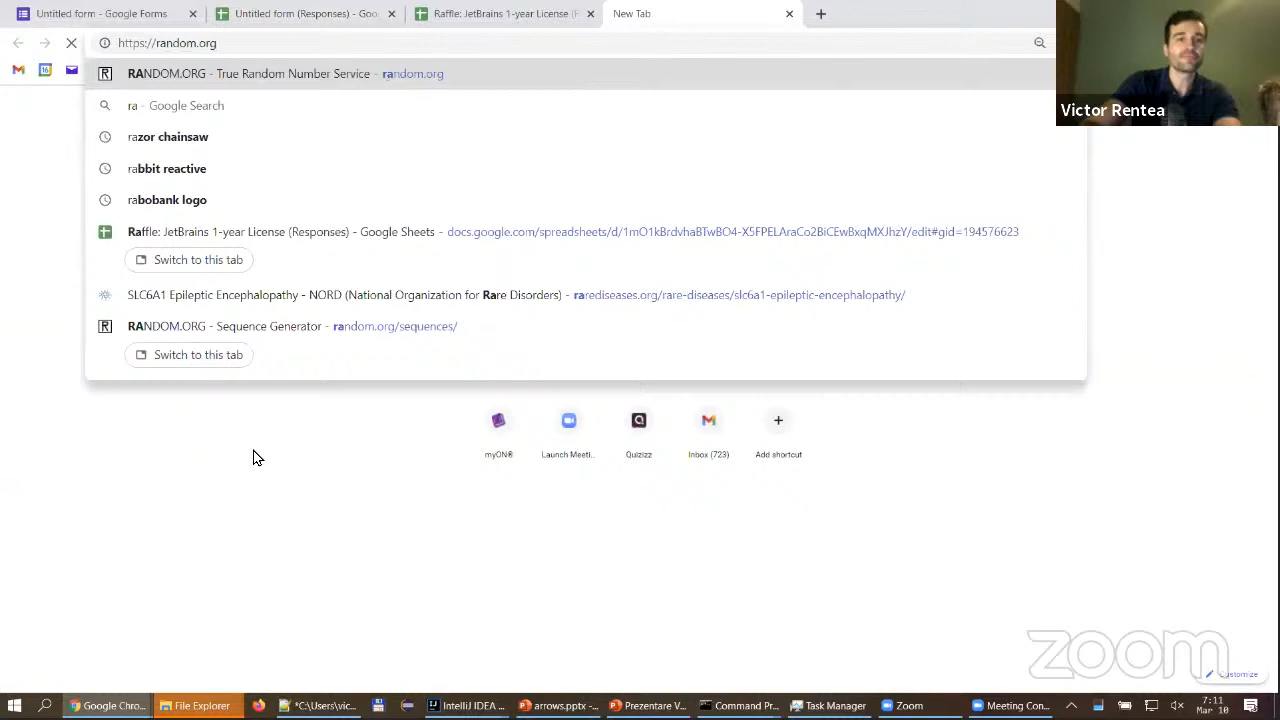 Untitled form - Google Forms
Untitled form (Responses) - Goo
Raffle: JetBrains 1-year License (F
New Tab
https://random.org
RANDOM.ORG - True Random Number Service - random.org
ra - Google Search
razor chainsaw
rabbit reactive
rabobank logo
Raffle: JetBrains 1-year License (Responses) - Google Sheets - docs.google.com/spreadsheets/d/1mO1kBrdvhaBTwBO4-X5FPELAraCo2BiCEwBxqMXJhzY/edit#gid=194576623
Switch to this tab
SLC6A1 Epileptic Encephalopathy - NORD (National Organization for Rare Disorders) - rarediseases.org/rare-diseases/slc6a1-epileptic-encephalopathy/
RANDOM.ORG - Sequence Generator - random.org/sequences/
Switch to this tab
Victor Rentea
myON®
Launch Meeti...
Quizizz
Inbox (723)
Add shortcut
zoom
Customize
Google Chro...
File Explorer
*C:\Users\vic...
IntelliJ IDEA ...
arrows.pptx -...
Prezentare V...
Command Pr...
Task Manager
Zoom
Meeting Con...
7:11
Mar 10